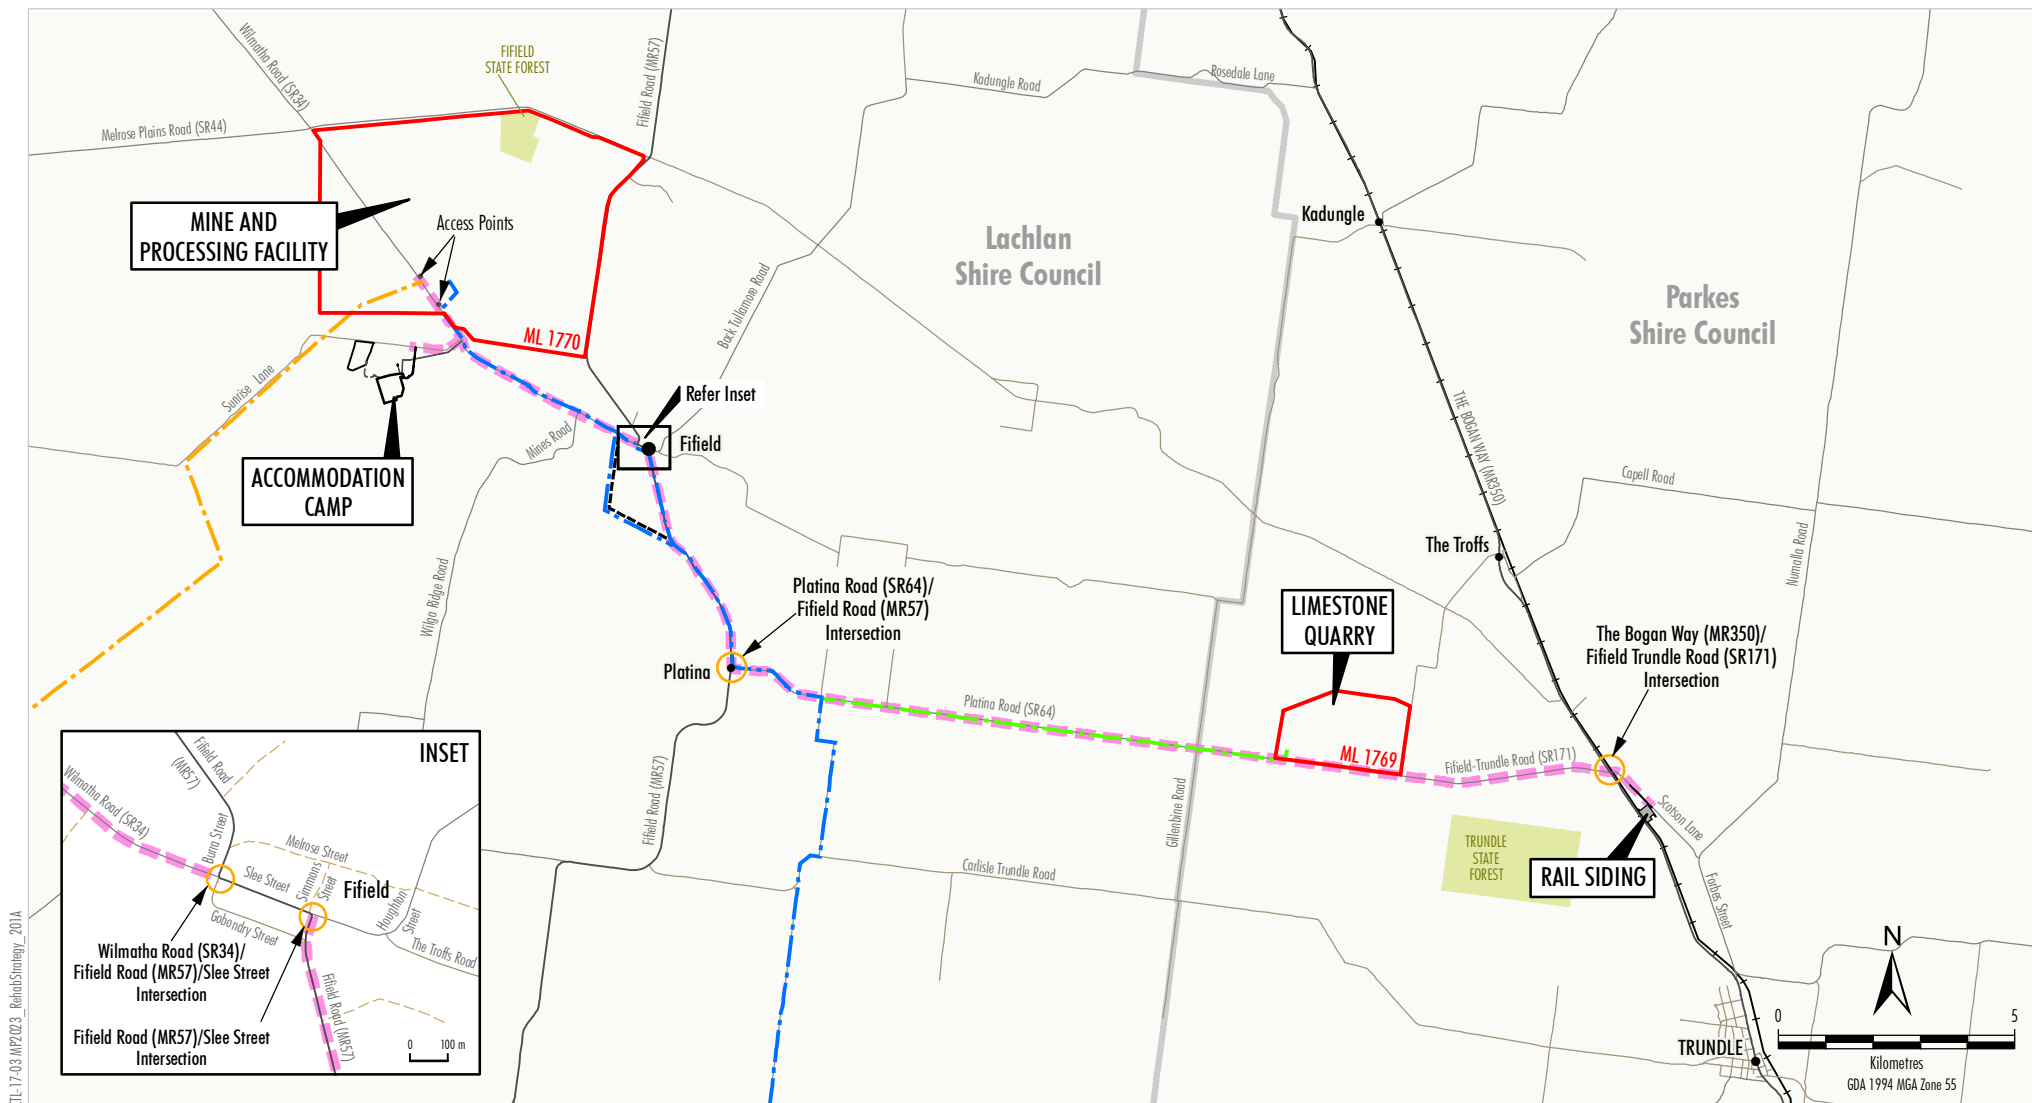 FIFIELD
STATE FOREST
Wilmatha Road (SR34)
Fifield Road (MR57)
Kadungle Road
Rosedale Lane
Melrose Plains Road (SR44)
MINE AND
PROCESSING FACILITY
Access Points
Kadungle
Lachlan
Shire Council
Parkes
Shire Council
Back Tullamore Road
ML 1770
Sunrise Lane
Refer Inset
Fifield
Mines Road
THE BOGAN WAY (MR350)
ACCOMMODATION
CAMP
Capell Road
The Troffs
Numalla Road
Wilga Ridge Road
Platina Road (SR64)/
Fifield Road (MR57)
Intersection
LIMESTONE
QUARRY
The Bogan Way (MR350)/
Fifield Trundle Road (SR171)
Intersection
Platina
Platina Road (SR64)
ML 1769
Fifield-Trundle Road (SR171)
Fifield Road (MR57)
Gillenbine Road
Scotson Lane
TRUNDLE
STATE
FOREST
RAIL SIDING
Carlisle Trundle Road
Forbes Street
TRUNDLE
INSET
Fifield Road
(MR57)
Wilmatha Road (SR34)
Burra Street
Melrose Street
Slee Street
Simmons
Street
Fifield
Houghton
Street
Gobondry Street
The Troffs Road
Wilmatha Road (SR34)/
Fifield Road (MR57)/Slee Street
Intersection
Fifield Road (MR57)
Fifield Road (MR57)/Slee Street
Intersection
0 100 m
N
0 5
Kilometres
GDA 1994 MGA Zone 55